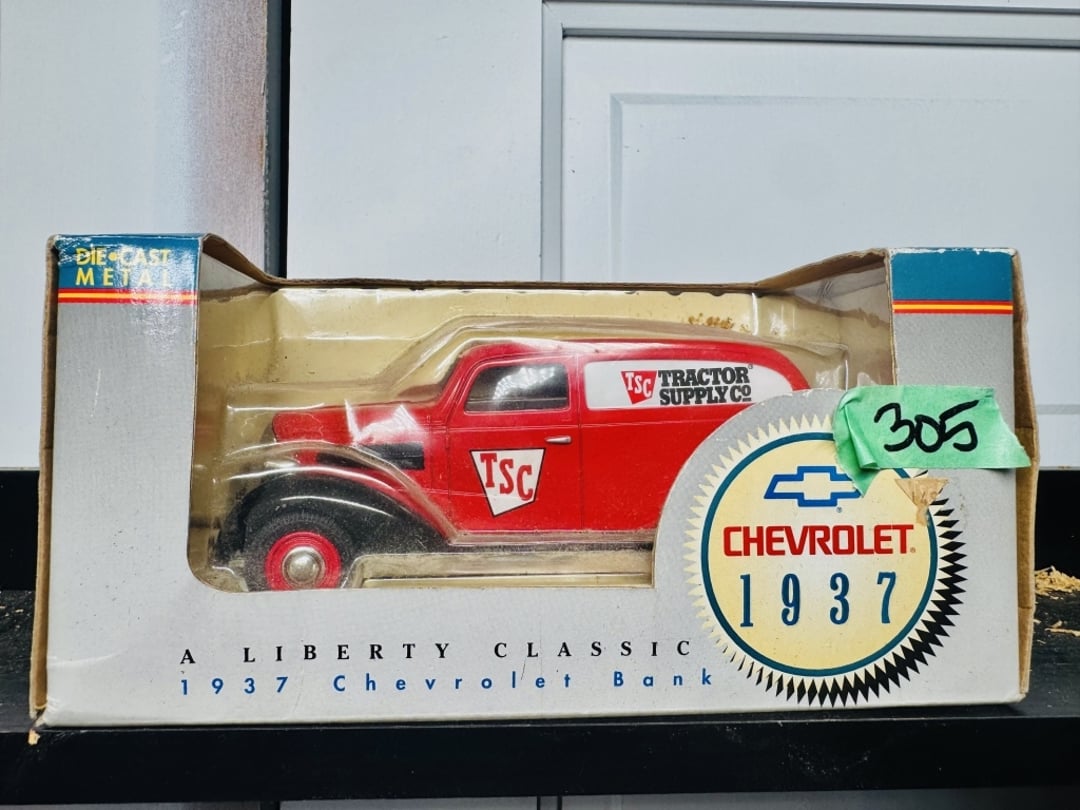 DIE•CAST
METAL
TSC TRACTOR
SUPPLY CO
TSC
305
CHEVROLET
1937
A LIBERTY CLASSIC
1937 Chevrolet Bank